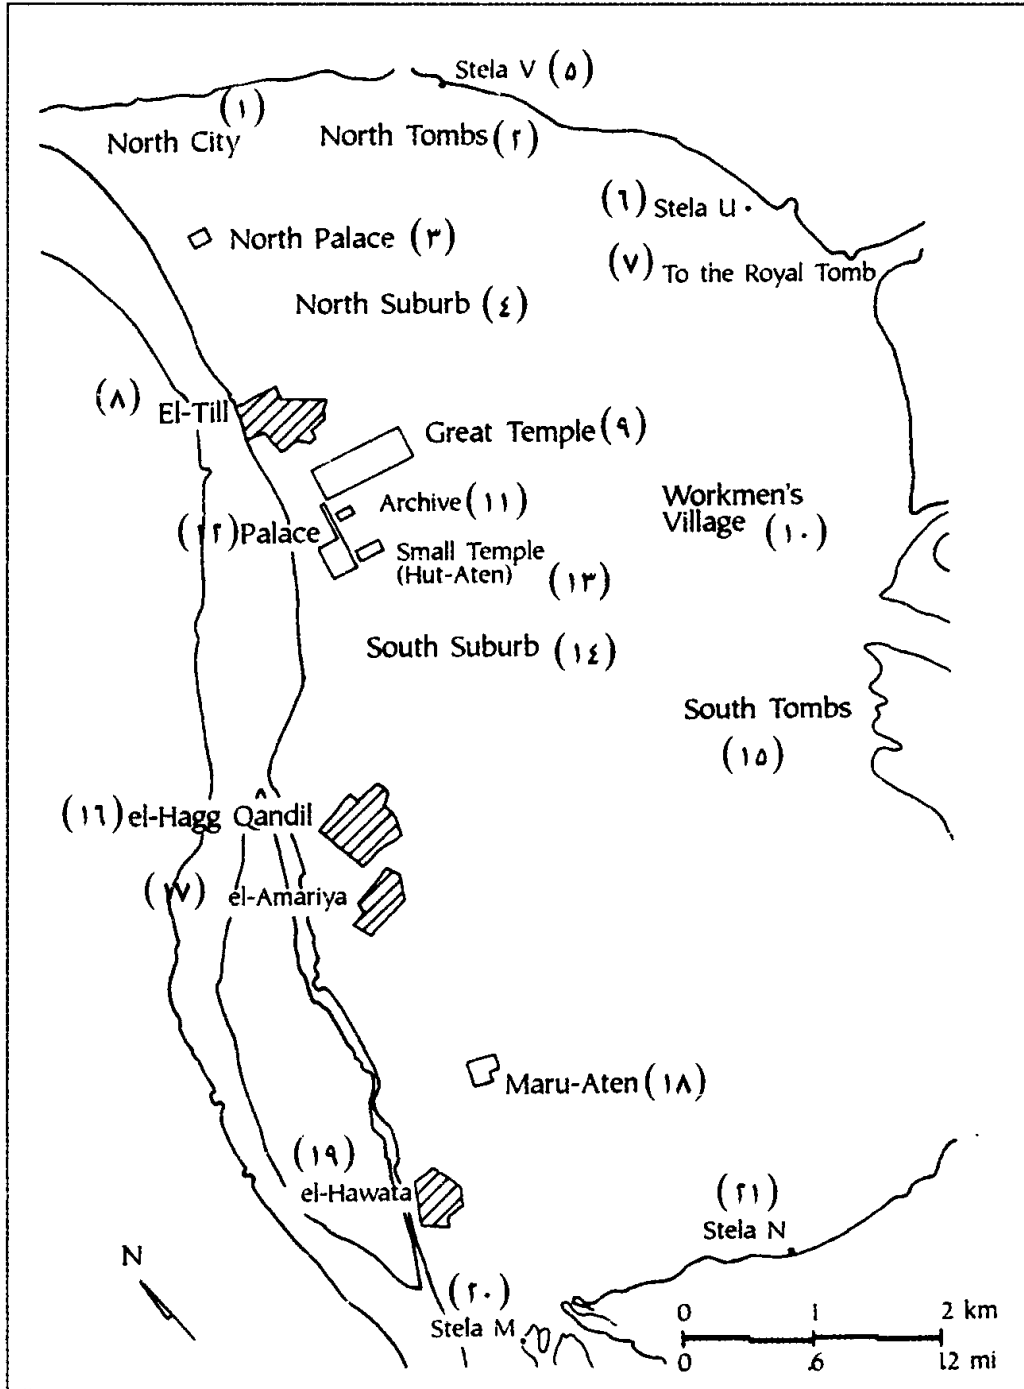 Stela V (٥)
(١)
North City
North Tombs (٢)
(٦) Stela U
North Palace (٣)
(٧) To the Royal Tomb
North Suburb (٤)
(٨) El-Till
Great Temple (٩)
Archive (١١)
Workmen's
Village (١٠)
(١٢) Palace
Small Temple
(Hut-Aten) (١٣)
South Suburb (١٤)
South Tombs
(١٥)
(١٦) el-Hagg Qândil
(١٧) el-Amariya
Maru-Aten (١٨)
(١٩)
el-Hawata
(٢١)
Stela N
N
(٢٠)
Stela M
0 1 2 km
0 .6 1.2 mi